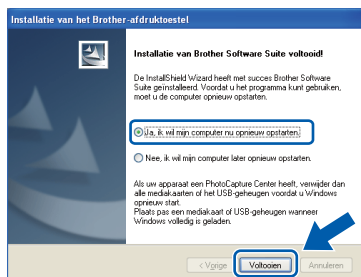 Installatie van het Brother-afdruktoestel
Installatie van Brother Software Suite voltooid!
De InstallShield Wizard heeft met succes Brother Software
Suite geïnstalleerd. Voordat u het programma kunt gebruiken,
moet u de computer opnieuw opstarten.
Ja, ik wil mijn computer nu opnieuw opstarten.
Nee, ik wil mijn computer later opnieuw opstarten.
Als uw apparaat een PhotoCapture Center heeft, verwijder dan
alle mediakaarten of het USB-geheugen voordat u Windows
opnieuw start.
Plaats pas een mediakaart of USB-geheugen wanneer
Windows volledig is geladen.
< Vorige Voltooien Annuleren